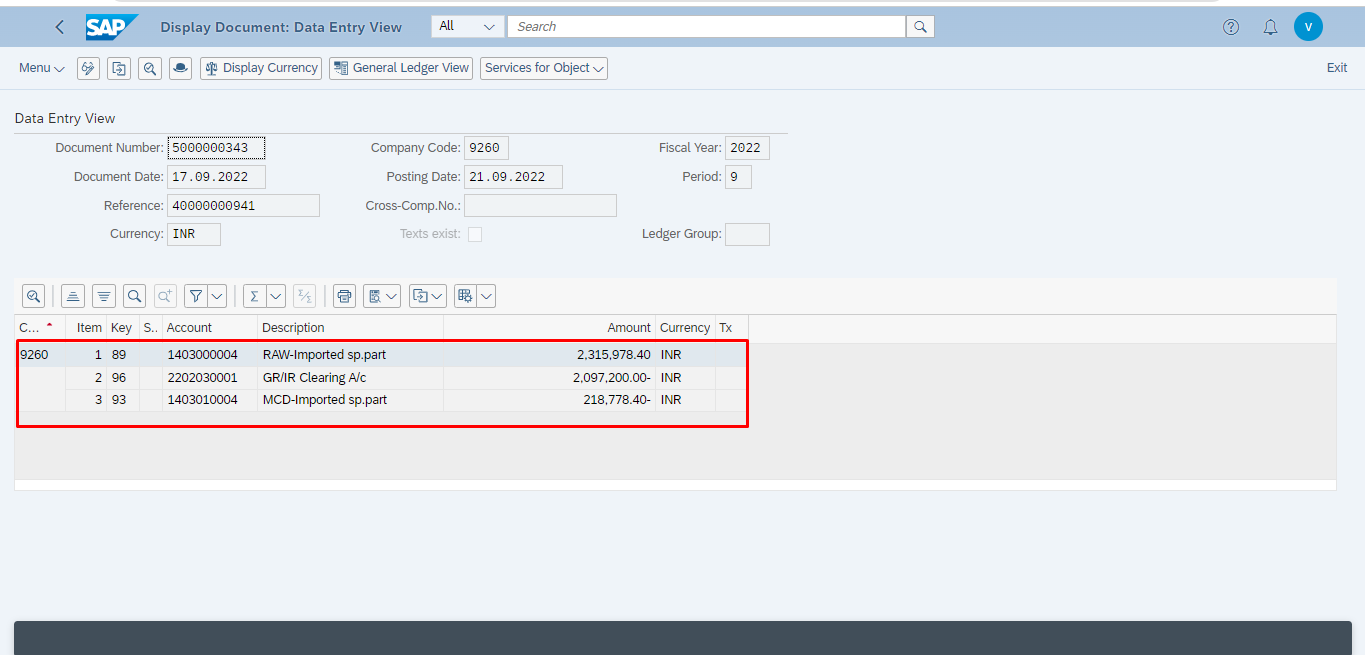 SAP Display Document: Data Entry View All Search V
Menu Display Currency General Ledger View Services for Object Exit
Data Entry View
Document Number: 5000000343 Company Code: 9260 Fiscal Year: 2022
Document Date: 17.09.2022 Posting Date: 21.09.2022 Period: 9
Reference: 40000000941 Cross-Comp.No.:
Currency: INR Texts exist: Ledger Group:
C... Item Key S.. Account Description Amount Currency Tx
9260 1 89 1403000004 RAW-Imported sp.part 2,315,978.40 INR
2 96 2202030001 GR/IR Clearing A/c 2,097,200.00- INR
3 93 1403010004 MCD-Imported sp.part 218,778.40- INR